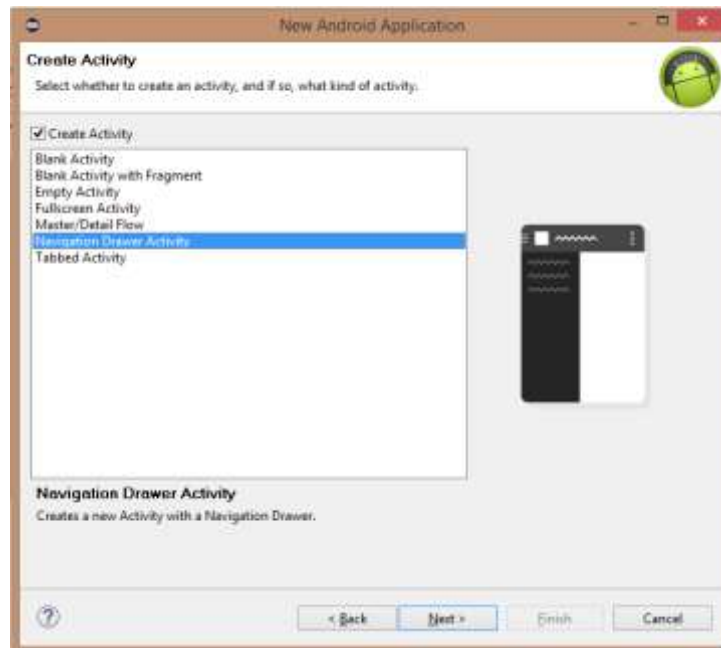 New Android Application
Create Activity
Select whether to create an activity, and if so, what kind of activity.
Create Activity
Blank Activity
Blank Activity with Fragment
Empty Activity
Fullscreen Activity
Master/Detail Flow
Navigation Drawer Activity
Tabbed Activity
Navigation Drawer Activity
Creates a new Activity with a Navigation Drawer.
< Back Next > Finish Cancel